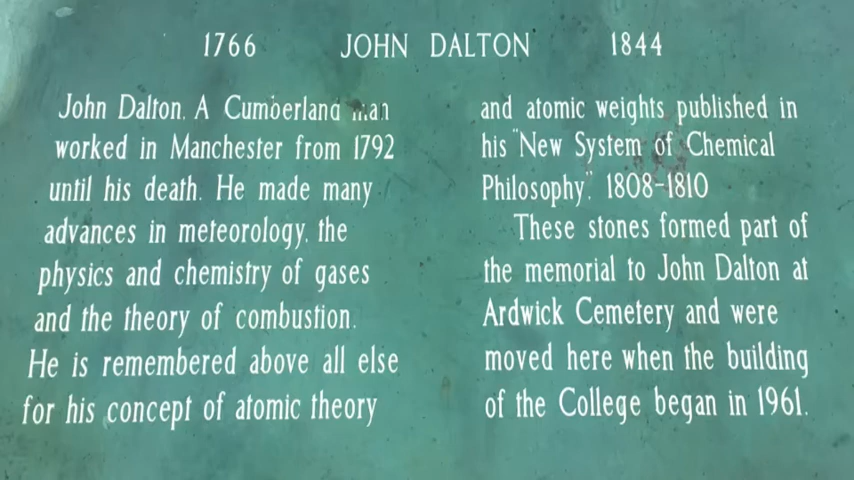 1766 JOHN DALTON 1844
John Dalton. A Cumberland man
worked in Manchester from 1792
until his death. He made many
advances in meteorology, the
physics and chemistry of gases
and the theory of combustion.
He is remembered above all else
for his concept of atomic theory
and atomic weights published in
his "New System of Chemical
Philosophy". 1808-1810
These stones formed part of
the memorial to John Dalton at
Ardwick Cemetery and were
moved here when the building
of the College began in 1961.